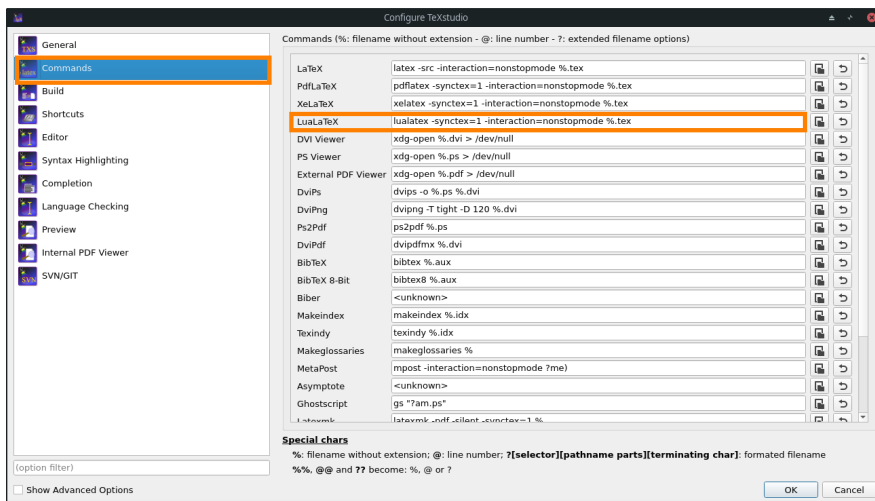 Configure TeXstudio
General
Commands
Build
Shortcuts
Editor
Syntax Highlighting
Completion
Language Checking
Preview
Internal PDF Viewer
SVN/GIT
(option filter)
Show Advanced Options
Commands (%: filename without extension - @: line number - ?: extended filename options)
LaTeX latex -src -interaction=nonstopmode %.tex
PdfLaTeX pdflatex -synctex=1 -interaction=nonstopmode %.tex
XeLaTeX xelatex -synctex=1 -interaction=nonstopmode %.tex
LuaLaTeX lualatex -synctex=1 -interaction=nonstopmode %.tex
DVI Viewer xdg-open %.dvi > /dev/null
PS Viewer xdg-open %.ps > /dev/null
External PDF Viewer xdg-open %.pdf > /dev/null
DviPs dvips -o %.ps %.dvi
DviPng dvipng -T tight -D 120 %.dvi
Ps2Pdf ps2pdf %.ps
DviPdf dvipdfmx %.dvi
BibTeX bibtex %.aux
BibTeX 8-Bit bibtex8 %.aux
Biber <unknown>
Makeindex makeindex %.idx
Texindy texindy %.idx
Makeglossaries makeglossaries %
MetaPost mpost -interaction=nonstopmode ?me)
Asymptote <unknown>
Ghostscript gs "?am.ps"
Latexmk latexmk -pdf -silent -synctex=1 %
Special chars
%: filename without extension; @: line number; ?[selector][pathname parts][terminating char]: formated filename
%%, @@ and ?? become: %, @ or ?
OK Cancel